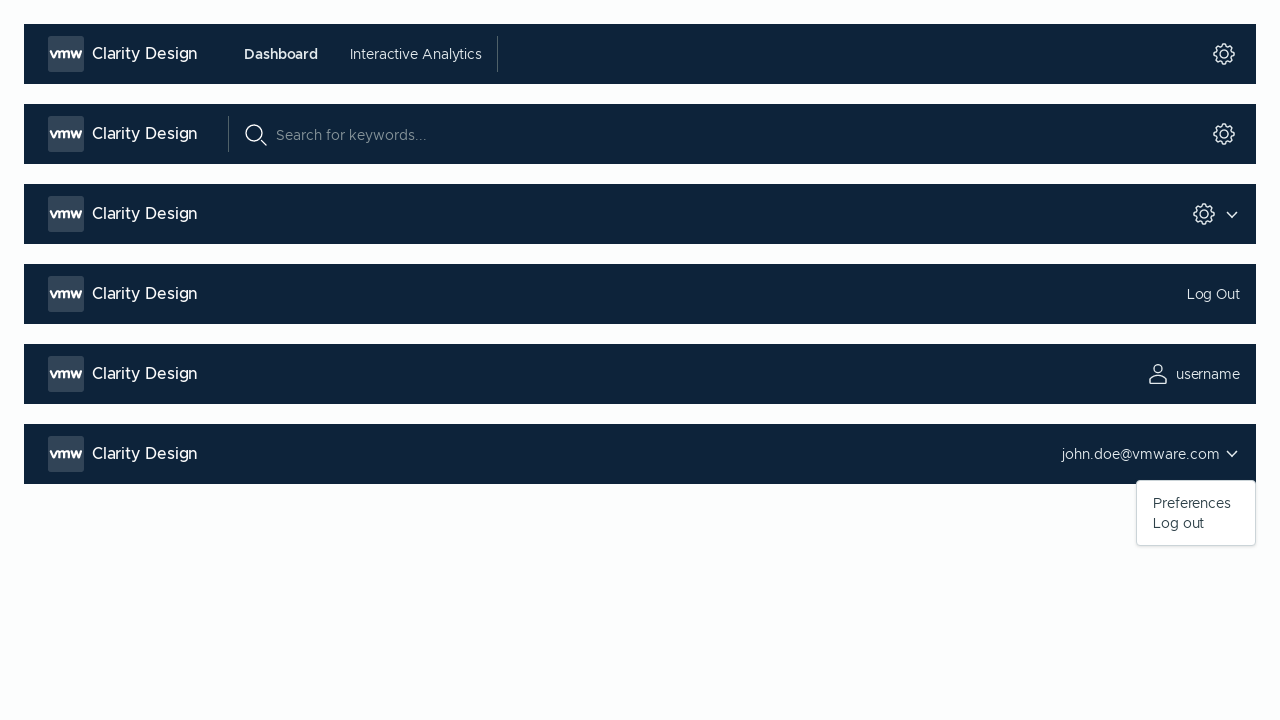 vmw Clarity Design Dashboard Interactive Analytics
vmw Clarity Design Search for keywords...
vmw Clarity Design
vmw Clarity Design Log Out
vmw Clarity Design username
vmw Clarity Design john.doe@vmware.com
Preferences
Log out